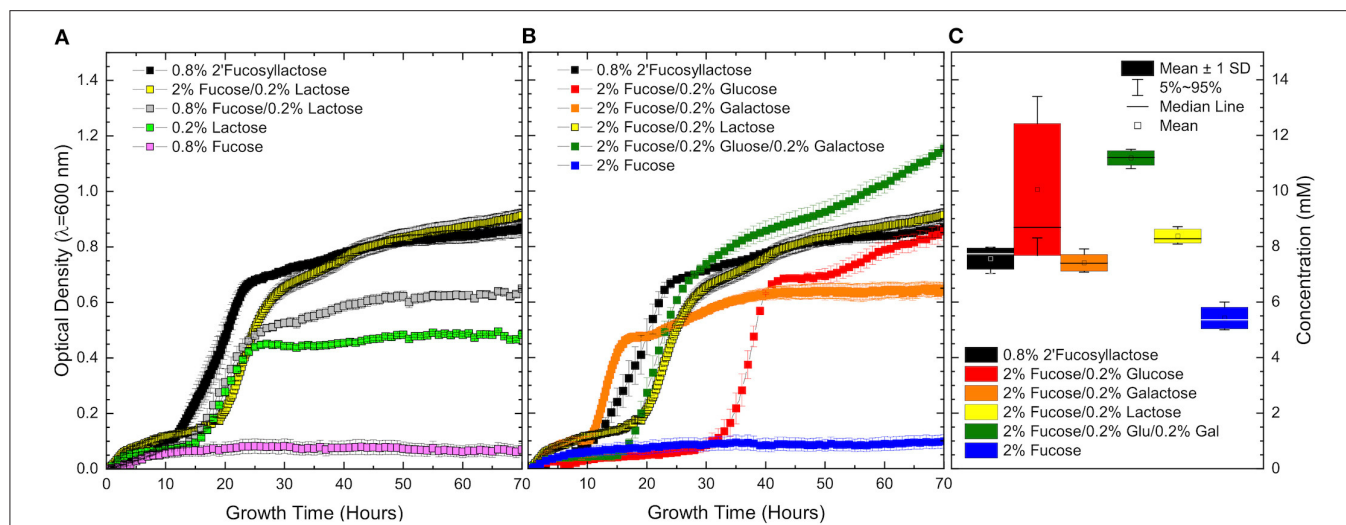 A
Optical Density (λ=600 nm)
1.4
1.2
1.0
0.8
0.6
0.4
0.2
0.0
0.8% 2'Fucosyllactose
2% Fucose/0.2% Lactose
0.8% Fucose/0.2% Lactose
0.2% Lactose
0.8% Fucose
0 10 20 30 40 50 60 70
Growth Time (Hours)
B
0.8% 2'Fucosyllactose
2% Fucose/0.2% Glucose
2% Fucose/0.2% Galactose
2% Fucose/0.2% Lactose
2% Fucose/0.2% Gluose/0.2% Galactose
2% Fucose
10 20 30 40 50 60 70
Growth Time (Hours)
C
Mean ± 1 SD
5%~95%
Median Line
Mean
0.8% 2'Fucosyllactose
2% Fucose/0.2% Glucose
2% Fucose/0.2% Galactose
2% Fucose/0.2% Lactose
2% Fucose/0.2% Glu/0.2% Gal
2% Fucose
14
12
10
8
6
4
2
0
Concentration (mM)